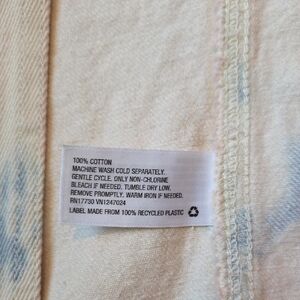 100% COTTON
MACHINE WASH COLD SEPARATELY.
GENTLE CYCLE. ONLY NON-CHLORINE
BLEACH IF NEEDED. TUMBLE DRY LOW.
REMOVE PROMPTLY. WARM IRON IF NEEDED.
RN17730 VN1247024
LABEL MADE FROM 100% RECYCLED PLASTIC